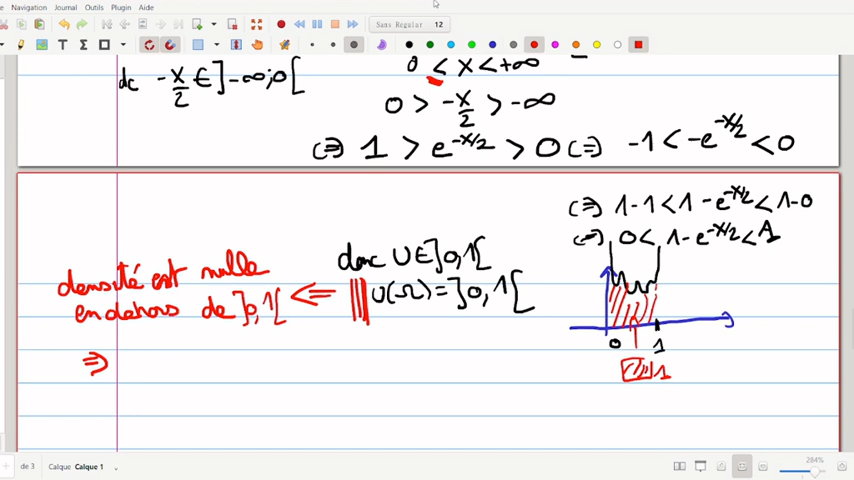 Navigation Journal Outils Plugin Aide
Sans Regular 12
dc -x/2 ∈ ]-∞;0[
0 < x < +∞
0 > -x/2 > -∞
(=) 1 > e^{-x/2} > 0 (=) -1 < -e^{-x/2} < 0
(=) 1-1 < 1-e^{-x/2} < 1-0
(=) 0 < 1-e^{-x/2} < 1
donc U∈]0,1[
U(Ω)=]0,1[
<=
densité est nulle
en dehors de ]0,1[
=>
0 1
1
de 3 Calque Calque 1 284%